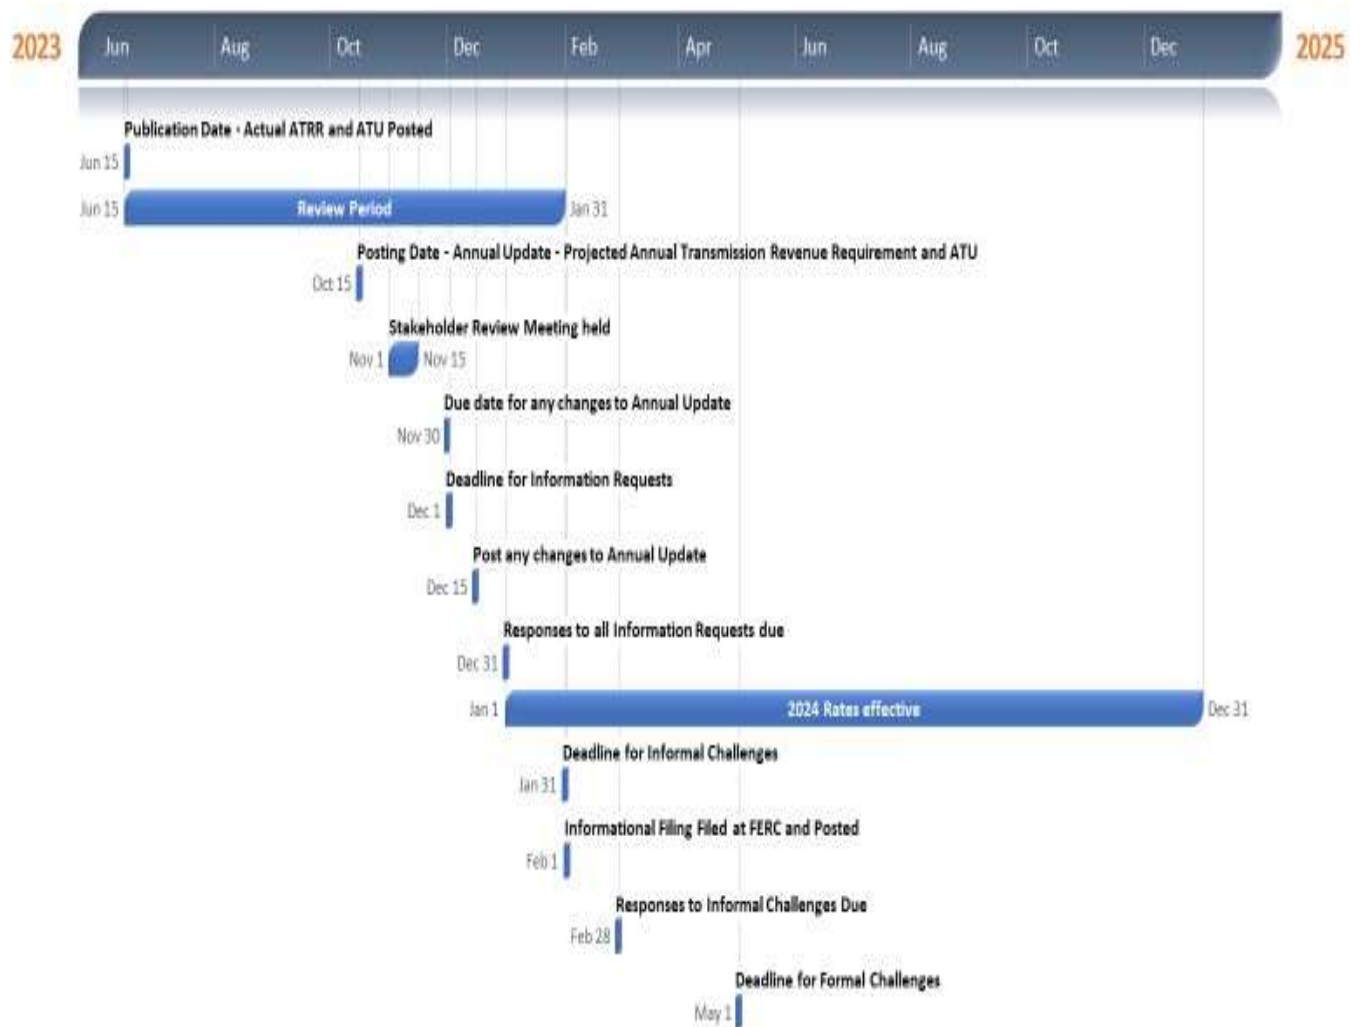 2023 Jun Aug Oct Dec Feb Apr Jun Aug Oct Dec 2025
Publication Date - Actual ATRR and ATU Posted
Jun 15
Jun 15 Review Period Jan 31
Posting Date - Annual Update - Projected Annual Transmission Revenue Requirement and ATU
Oct 15
Stakeholder Review Meeting held
Nov 1 Nov 15
Due date for any changes to Annual Update
Nov 30
Deadline for Information Requests
Dec 1
Post any changes to Annual Update
Dec 15
Responses to all Information Requests due
Dec 31
Jan 1 2024 Rates effective Dec 31
Deadline for Informal Challenges
Jan 31
Informational Filing Filed at FERC and Posted
Feb 1
Responses to Informal Challenges Due
Feb 28
Deadline for Formal Challenges
May 1